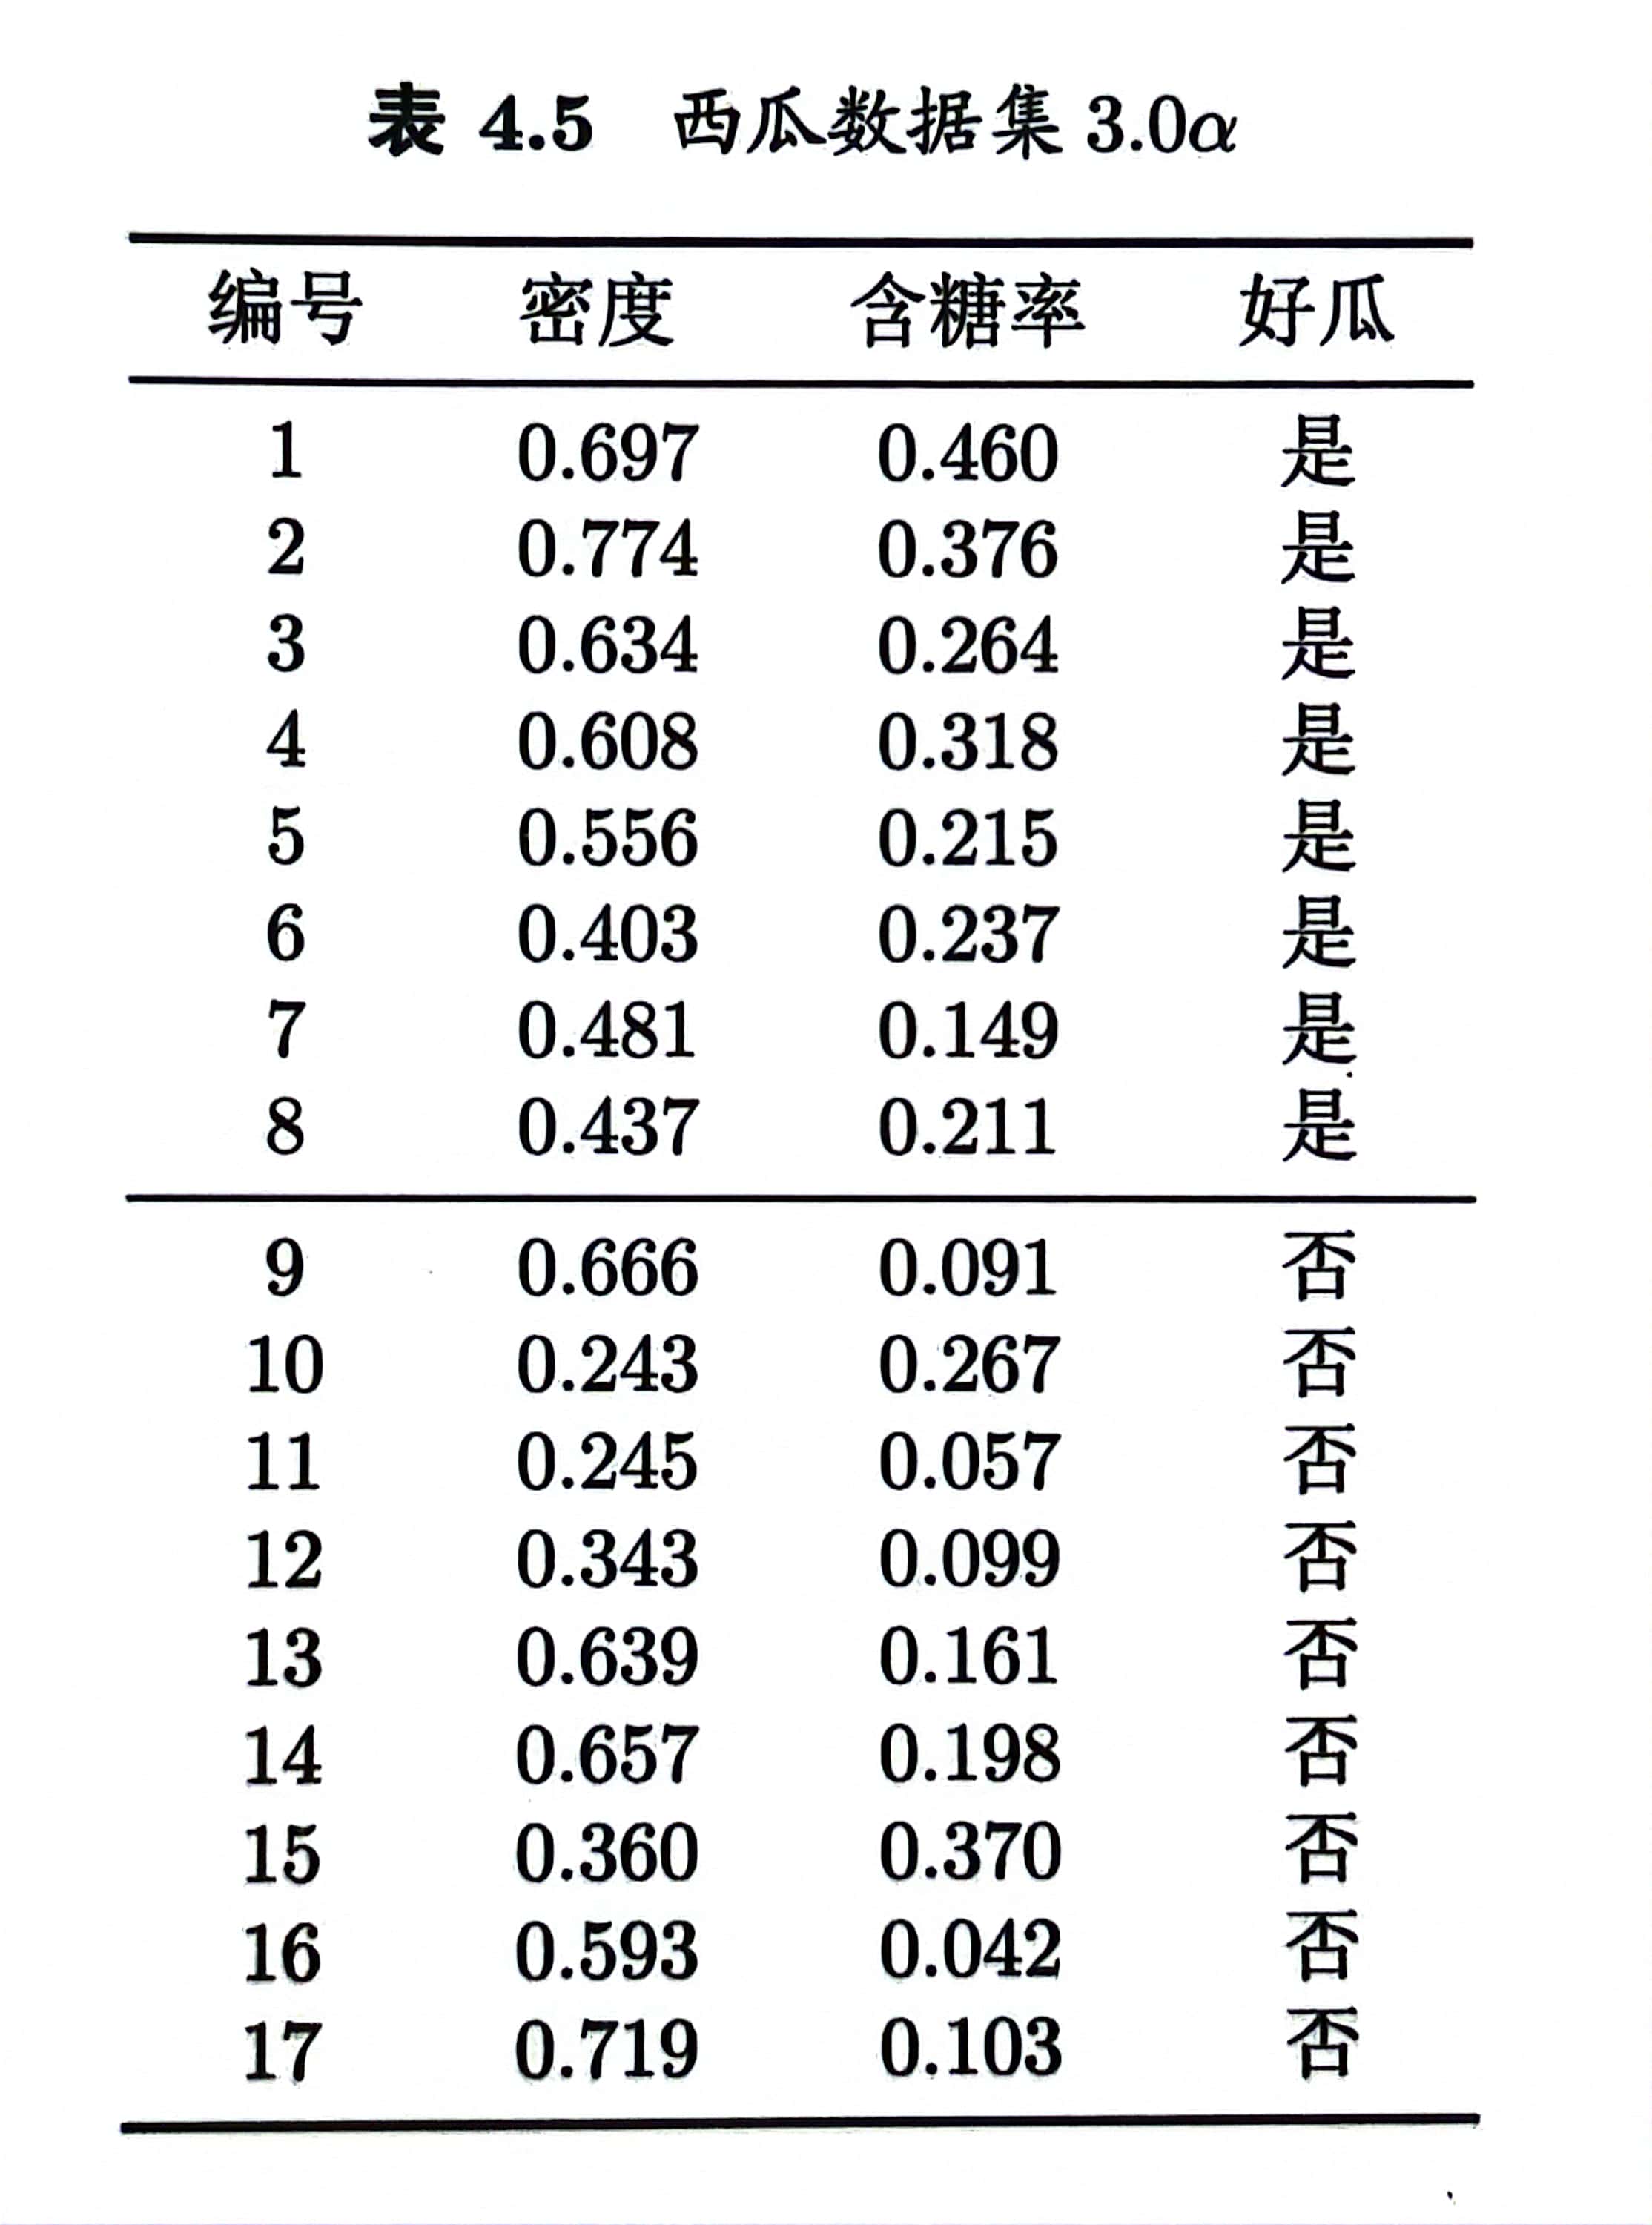 表 4.5 西瓜数据集 3.0α
编号 密度 含糖率 好瓜
1 0.697 0.460 是
2 0.774 0.376 是
3 0.634 0.264 是
4 0.608 0.318 是
5 0.556 0.215 是
6 0.403 0.237 是
7 0.481 0.149 是
8 0.437 0.211 是
9 0.666 0.091 否
10 0.243 0.267 否
11 0.245 0.057 否
12 0.343 0.099 否
13 0.639 0.161 否
14 0.657 0.198 否
15 0.360 0.370 否
16 0.593 0.042 否
17 0.719 0.103 否